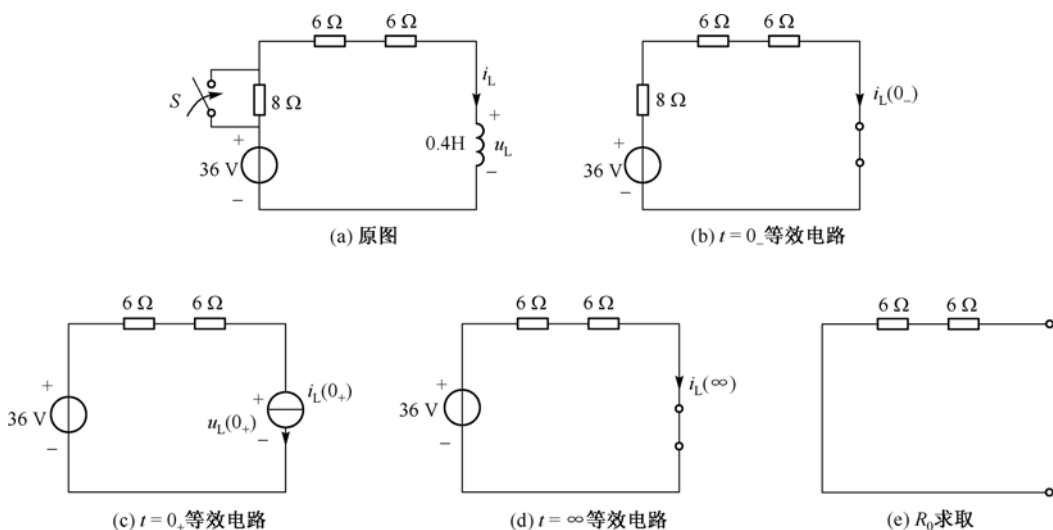 6 Ω 6 Ω
S
8 Ω
+
36 V
−
i_L
0.4H
+
u_L
−
(a) 原图
6 Ω 6 Ω
8 Ω
+
36 V
−
i_L(0_−)
(b) t = 0_−等效电路
6 Ω 6 Ω
+
36 V
−
i_L(0_+)
+
u_L(0_+)
−
(c) t = 0_+等效电路
6 Ω 6 Ω
+
36 V
−
i_L(∞)
(d) t = ∞等效电路
6 Ω 6 Ω
(e) R_0求取